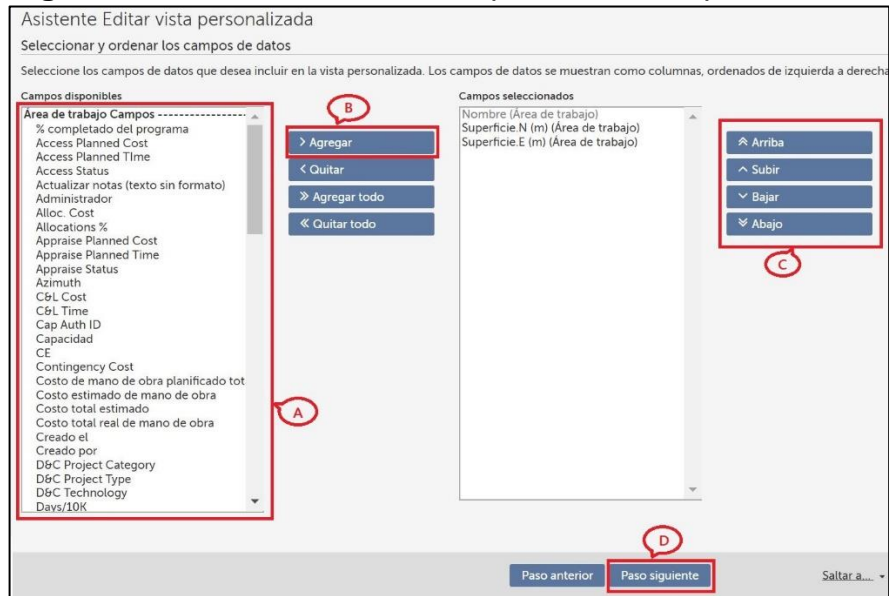 Asistente Editar vista personalizada
Seleccionar y ordenar los campos de datos
Seleccione los campos de datos que desea incluir en la vista personalizada. Los campos de datos se muestran como columnas, ordenados de izquierda a derecha
Campos disponibles
Área de trabajo Campos -----------------
% completado del programa
Access Planned Cost
Access Planned TIme
Access Status
Actualizar notas (texto sin formato)
Administrador
Alloc. Cost
Allocations %
Appraise Planned Cost
Appraise Planned Time
Appraise Status
Azimuth
C&L Cost
C&L Time
Cap Auth ID
Capacidad
CE
Contingency Cost
Costo de mano de obra planificado tot
Costo estimado de mano de obra
Costo total estimado
Costo total real de mano de obra
Creado el
Creado por
D&C Project Category
D&C Project Type
D&C Technology
Days/10K
A
B
> Agregar
< Quitar
» Agregar todo
« Quitar todo
Campos seleccionados
Nombre (Área de trabajo)
Superficie.N (m) (Área de trabajo)
Superficie.E (m) (Área de trabajo)
Arriba
Subir
Bajar
Abajo
C
D
Paso anterior
Paso siguiente
Saltar a...